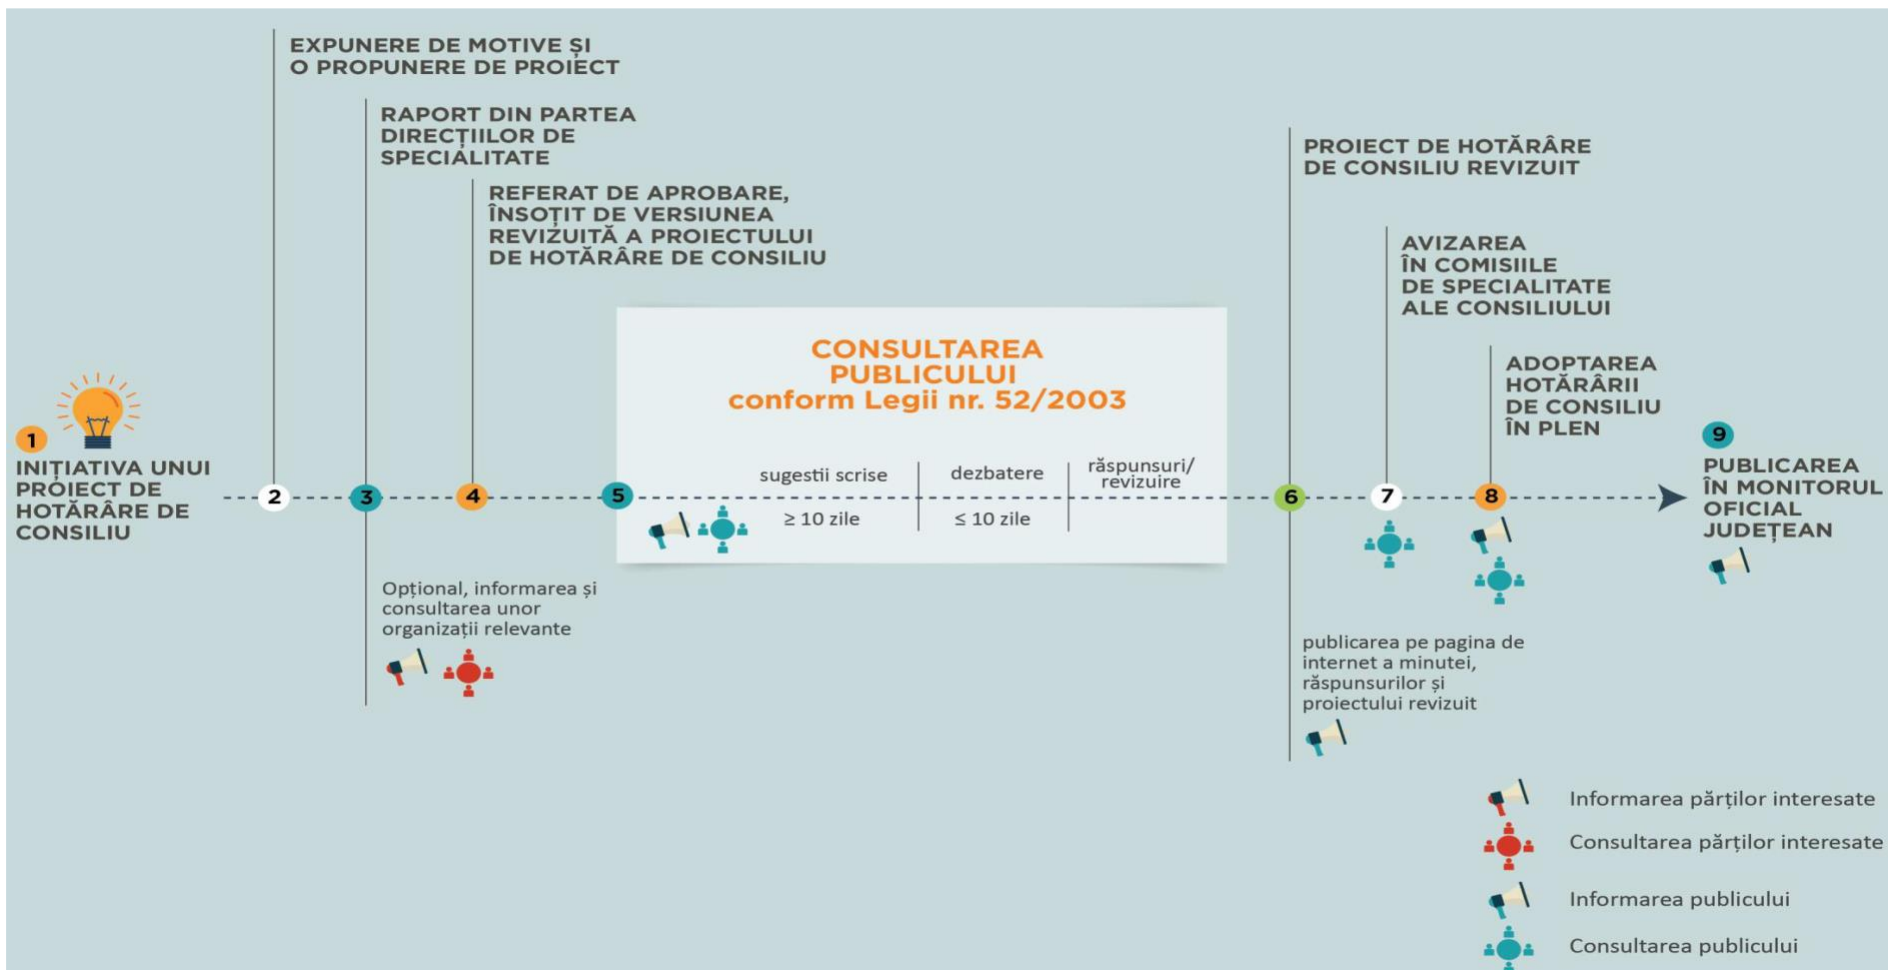 1
INIȚIATIVA UNUI
PROIECT DE
HOTĂRÂRE DE
CONSILIU
2
EXPUNERE DE MOTIVE ȘI
O PROPUNERE DE PROIECT
3
RAPORT DIN PARTEA
DIRECȚIILOR DE
SPECIALITATE
Opțional, informarea și
consultarea unor
organizații relevante
4
REFERAT DE APROBARE,
ÎNSOȚIT DE VERSIUNEA
REVIZUITĂ A PROIECTULUI
DE HOTĂRÂRE DE CONSILIU
5
CONSULTAREA
PUBLICULUI
conform Legii nr. 52/2003
sugestii scrise
≥ 10 zile
dezbatere
≤ 10 zile
răspunsuri/
revizuire
6
PROIECT DE HOTĂRÂRE
DE CONSILIU REVIZUIT
publicarea pe pagina de
internet a minutei,
răspunsurilor și
proiectului revizuit
7
AVIZAREA
ÎN COMISIILE
DE SPECIALITATE
ALE CONSILIULUI
8
ADOPTAREA
HOTĂRÂRII
DE CONSILIU
ÎN PLEN
9
PUBLICAREA
ÎN MONITORUL
OFICIAL
JUDEȚEAN
Informarea părților interesate
Consultarea părților interesate
Informarea publicului
Consultarea publicului